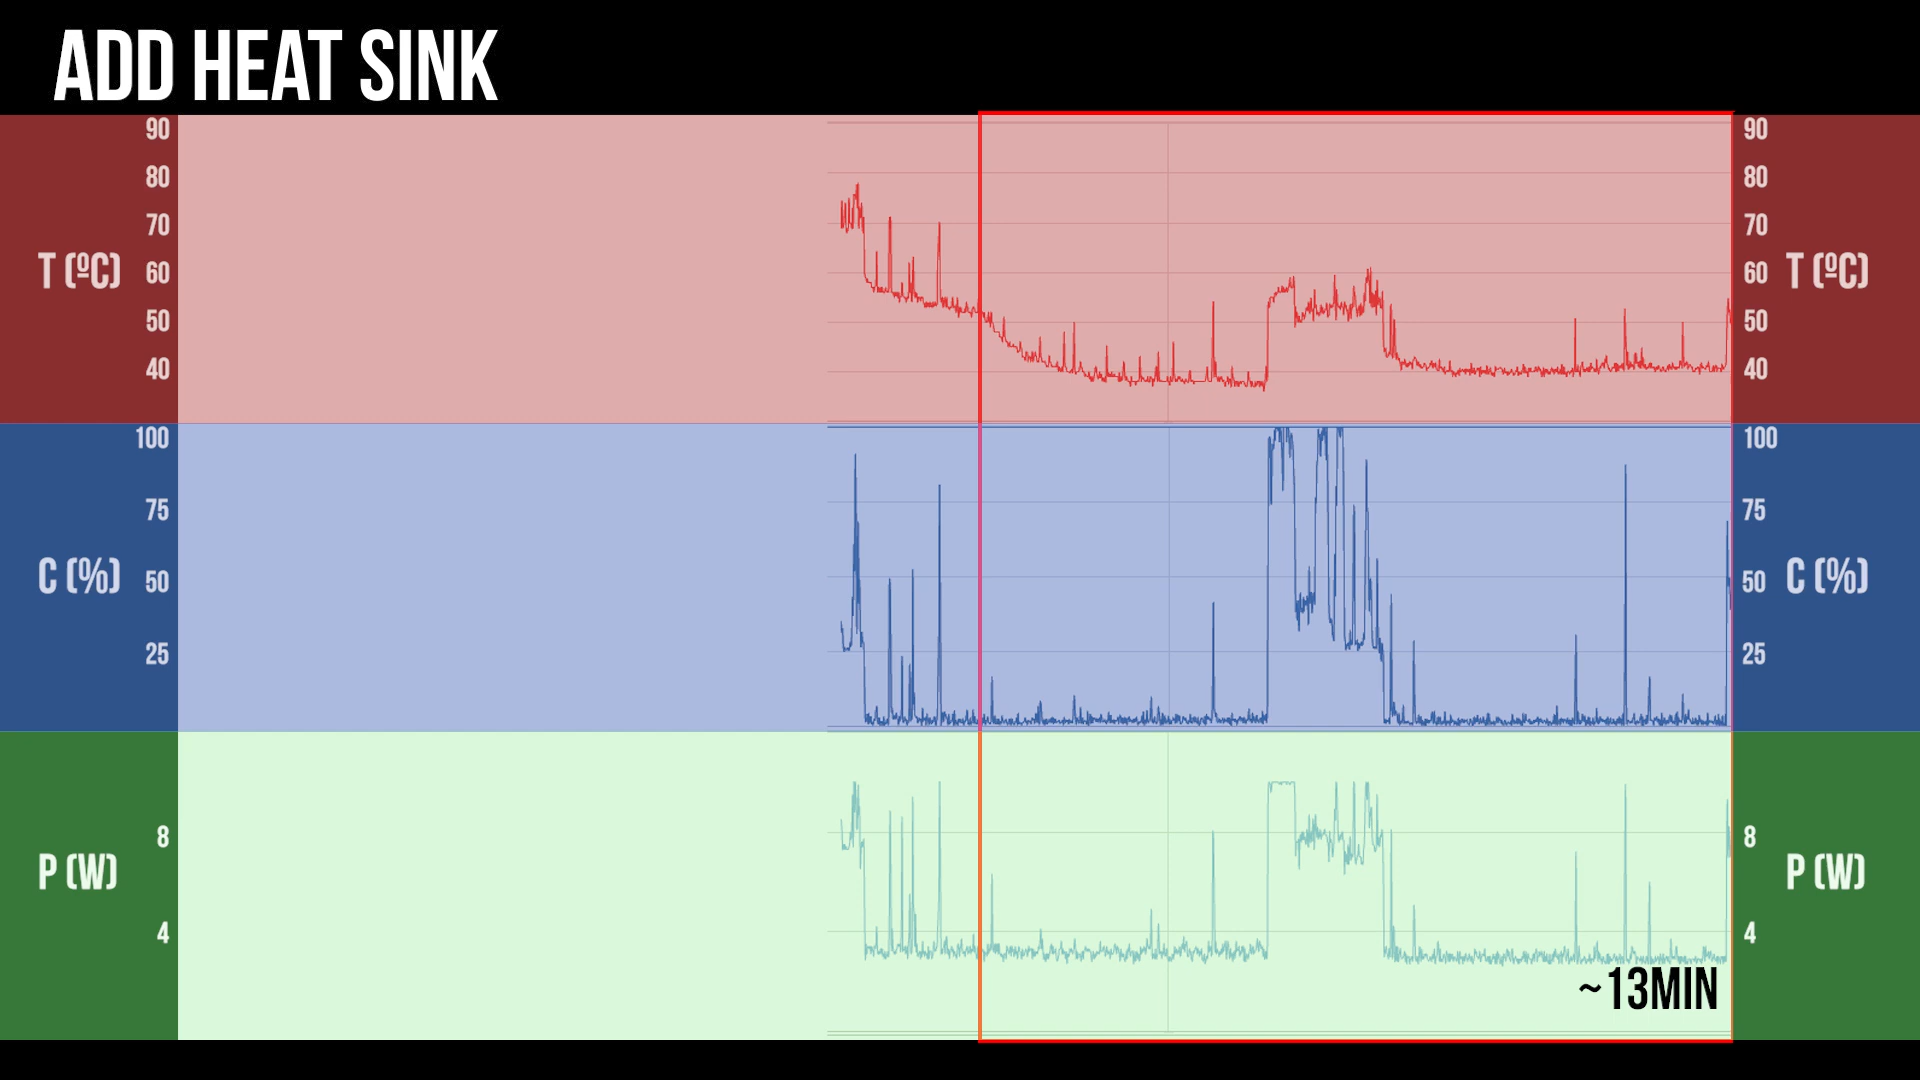 ADD HEAT SINK
90 90
80 80
70 70
T (ºC) 60 60 T (ºC)
50 50
40 40
100 100
75 75
C (%) 50 50 C (%)
25 25
8 8
P (W) P (W)
4 4
~13MIN